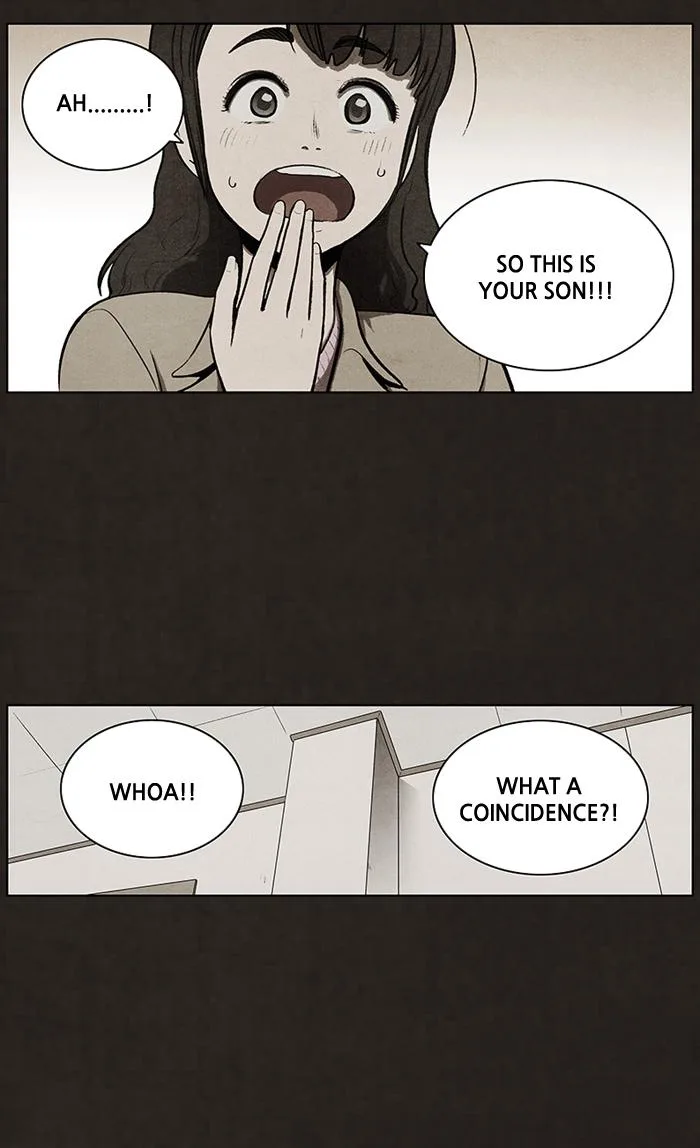 AH.........!
SO THIS IS
YOUR SON!!!
WHOA!!
WHAT A
COINCIDENCE?!